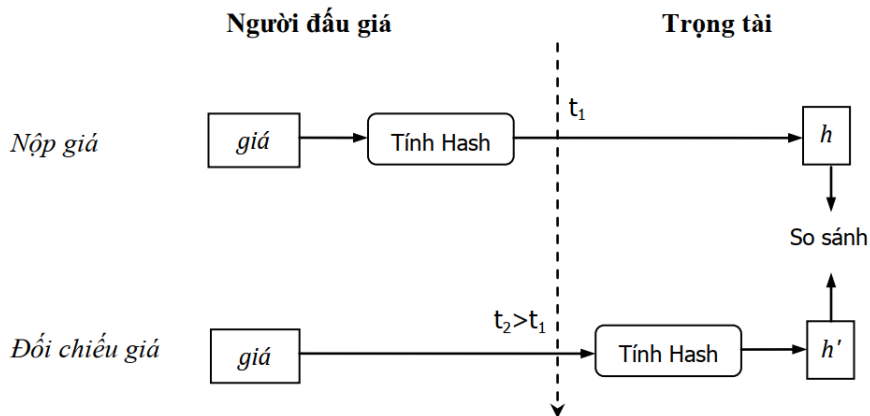 Người đấu giá
Trọng tài
Nộp giá
giá
Tính Hash
t₁
h
So sánh
Đối chiếu giá
giá
t₂>t₁
Tính Hash
h'